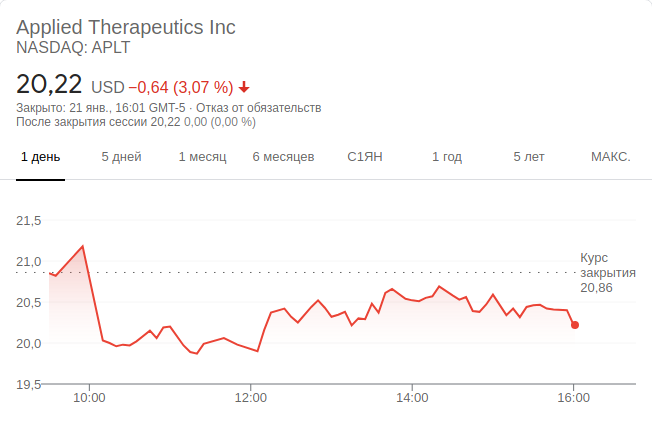 Applied Therapeutics Inc
NASDAQ: APLT
20,22 USD −0,64 (3,07 %)
Закрыто: 21 янв., 16:01 GMT-5 · Отказ от обязательств
После закрытия сессии 20,22 0,00 (0,00 %)
1 день 5 дней 1 месяц 6 месяцев С1ЯН 1 год 5 лет МАКС.
21,5
21,0
20,5
20,0
19,5
Курс
закрытия
20,86
10:00 12:00 14:00 16:00